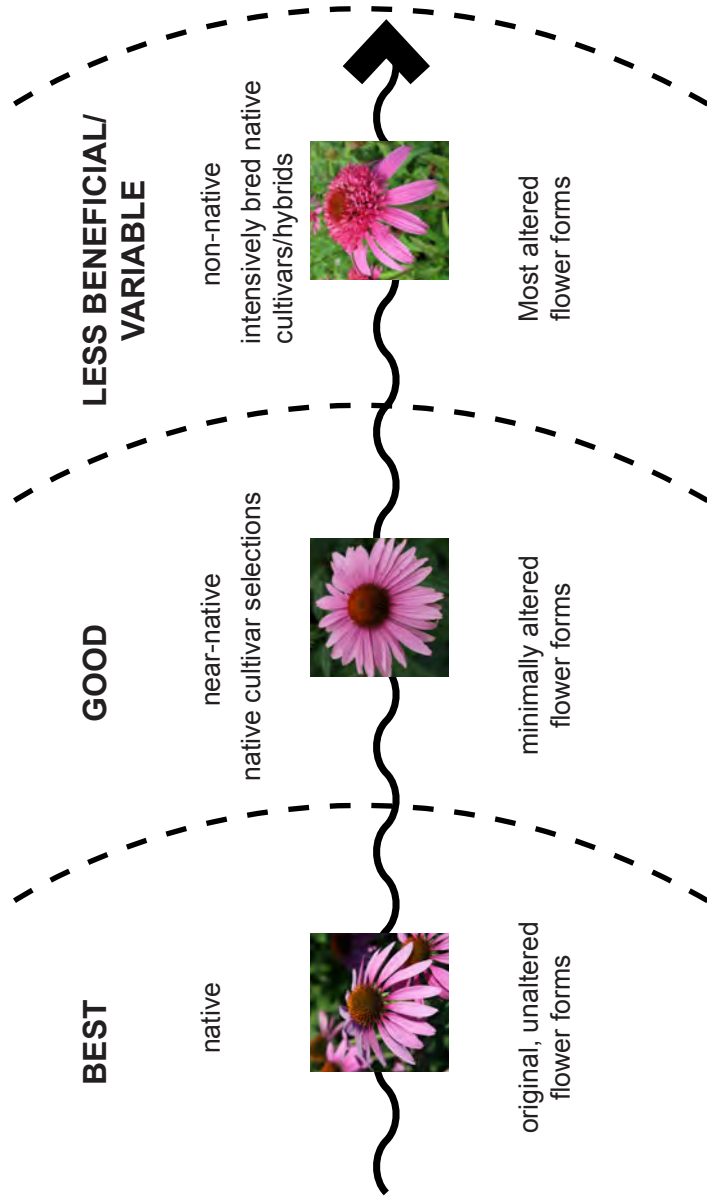 BEST
native
original, unaltered
flower forms
GOOD
near-native
native cultivar selections
minimally altered
flower forms
LESS BENEFICIAL/
VARIABLE
non-native
intensively bred native
cultivars/hybrids
Most altered
flower forms